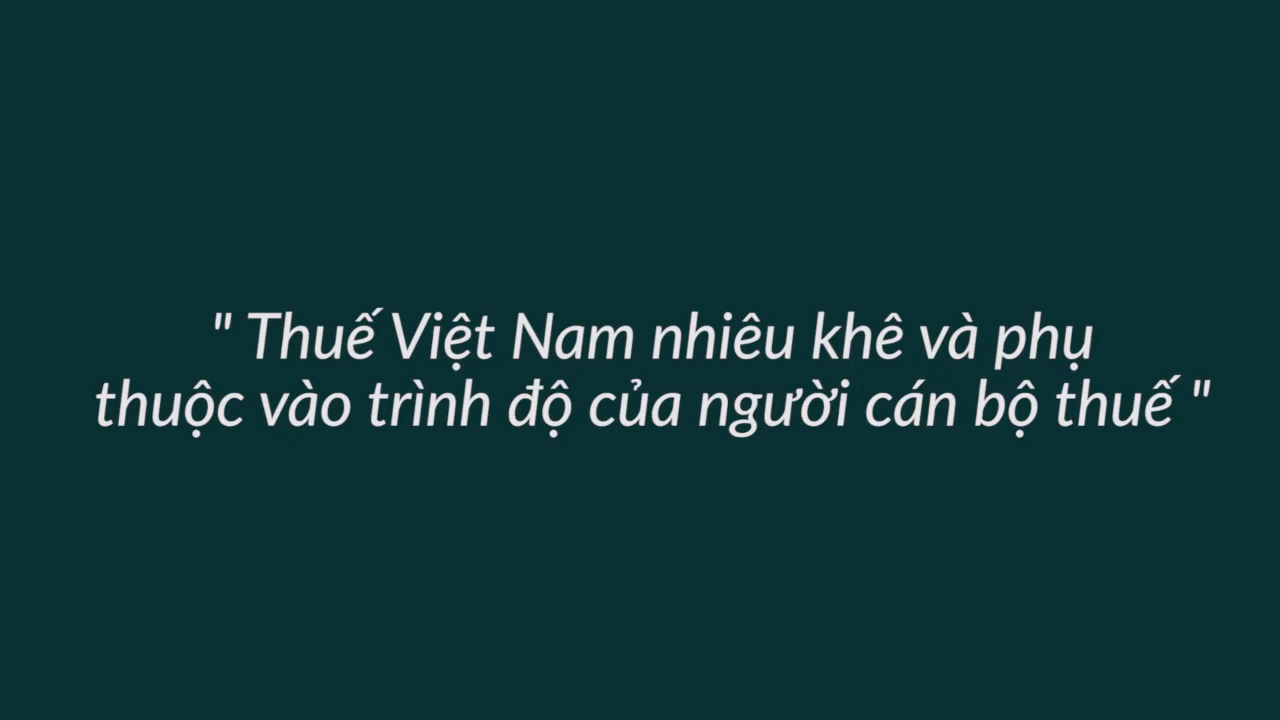 " Thuế Việt Nam nhiêu khê và phụ
thuộc vào trình độ của người cán bộ thuế "